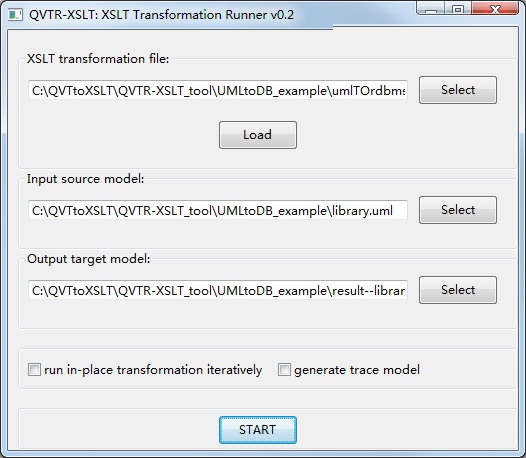 QVTR-XSLT: XSLT Transformation Runner v0.2
XSLT transformation file:
C:\QVTtoXSLT\QVTR-XSLT_tool\UMLtoDB_example\umlTOrdbms
Select
Load
Input source model:
C:\QVTtoXSLT\QVTR-XSLT_tool\UMLtoDB_example\library.uml
Select
Output target model:
C:\QVTtoXSLT\QVTR-XSLT_tool\UMLtoDB_example\result--librar
Select
run in-place transformation iteratively
generate trace model
START